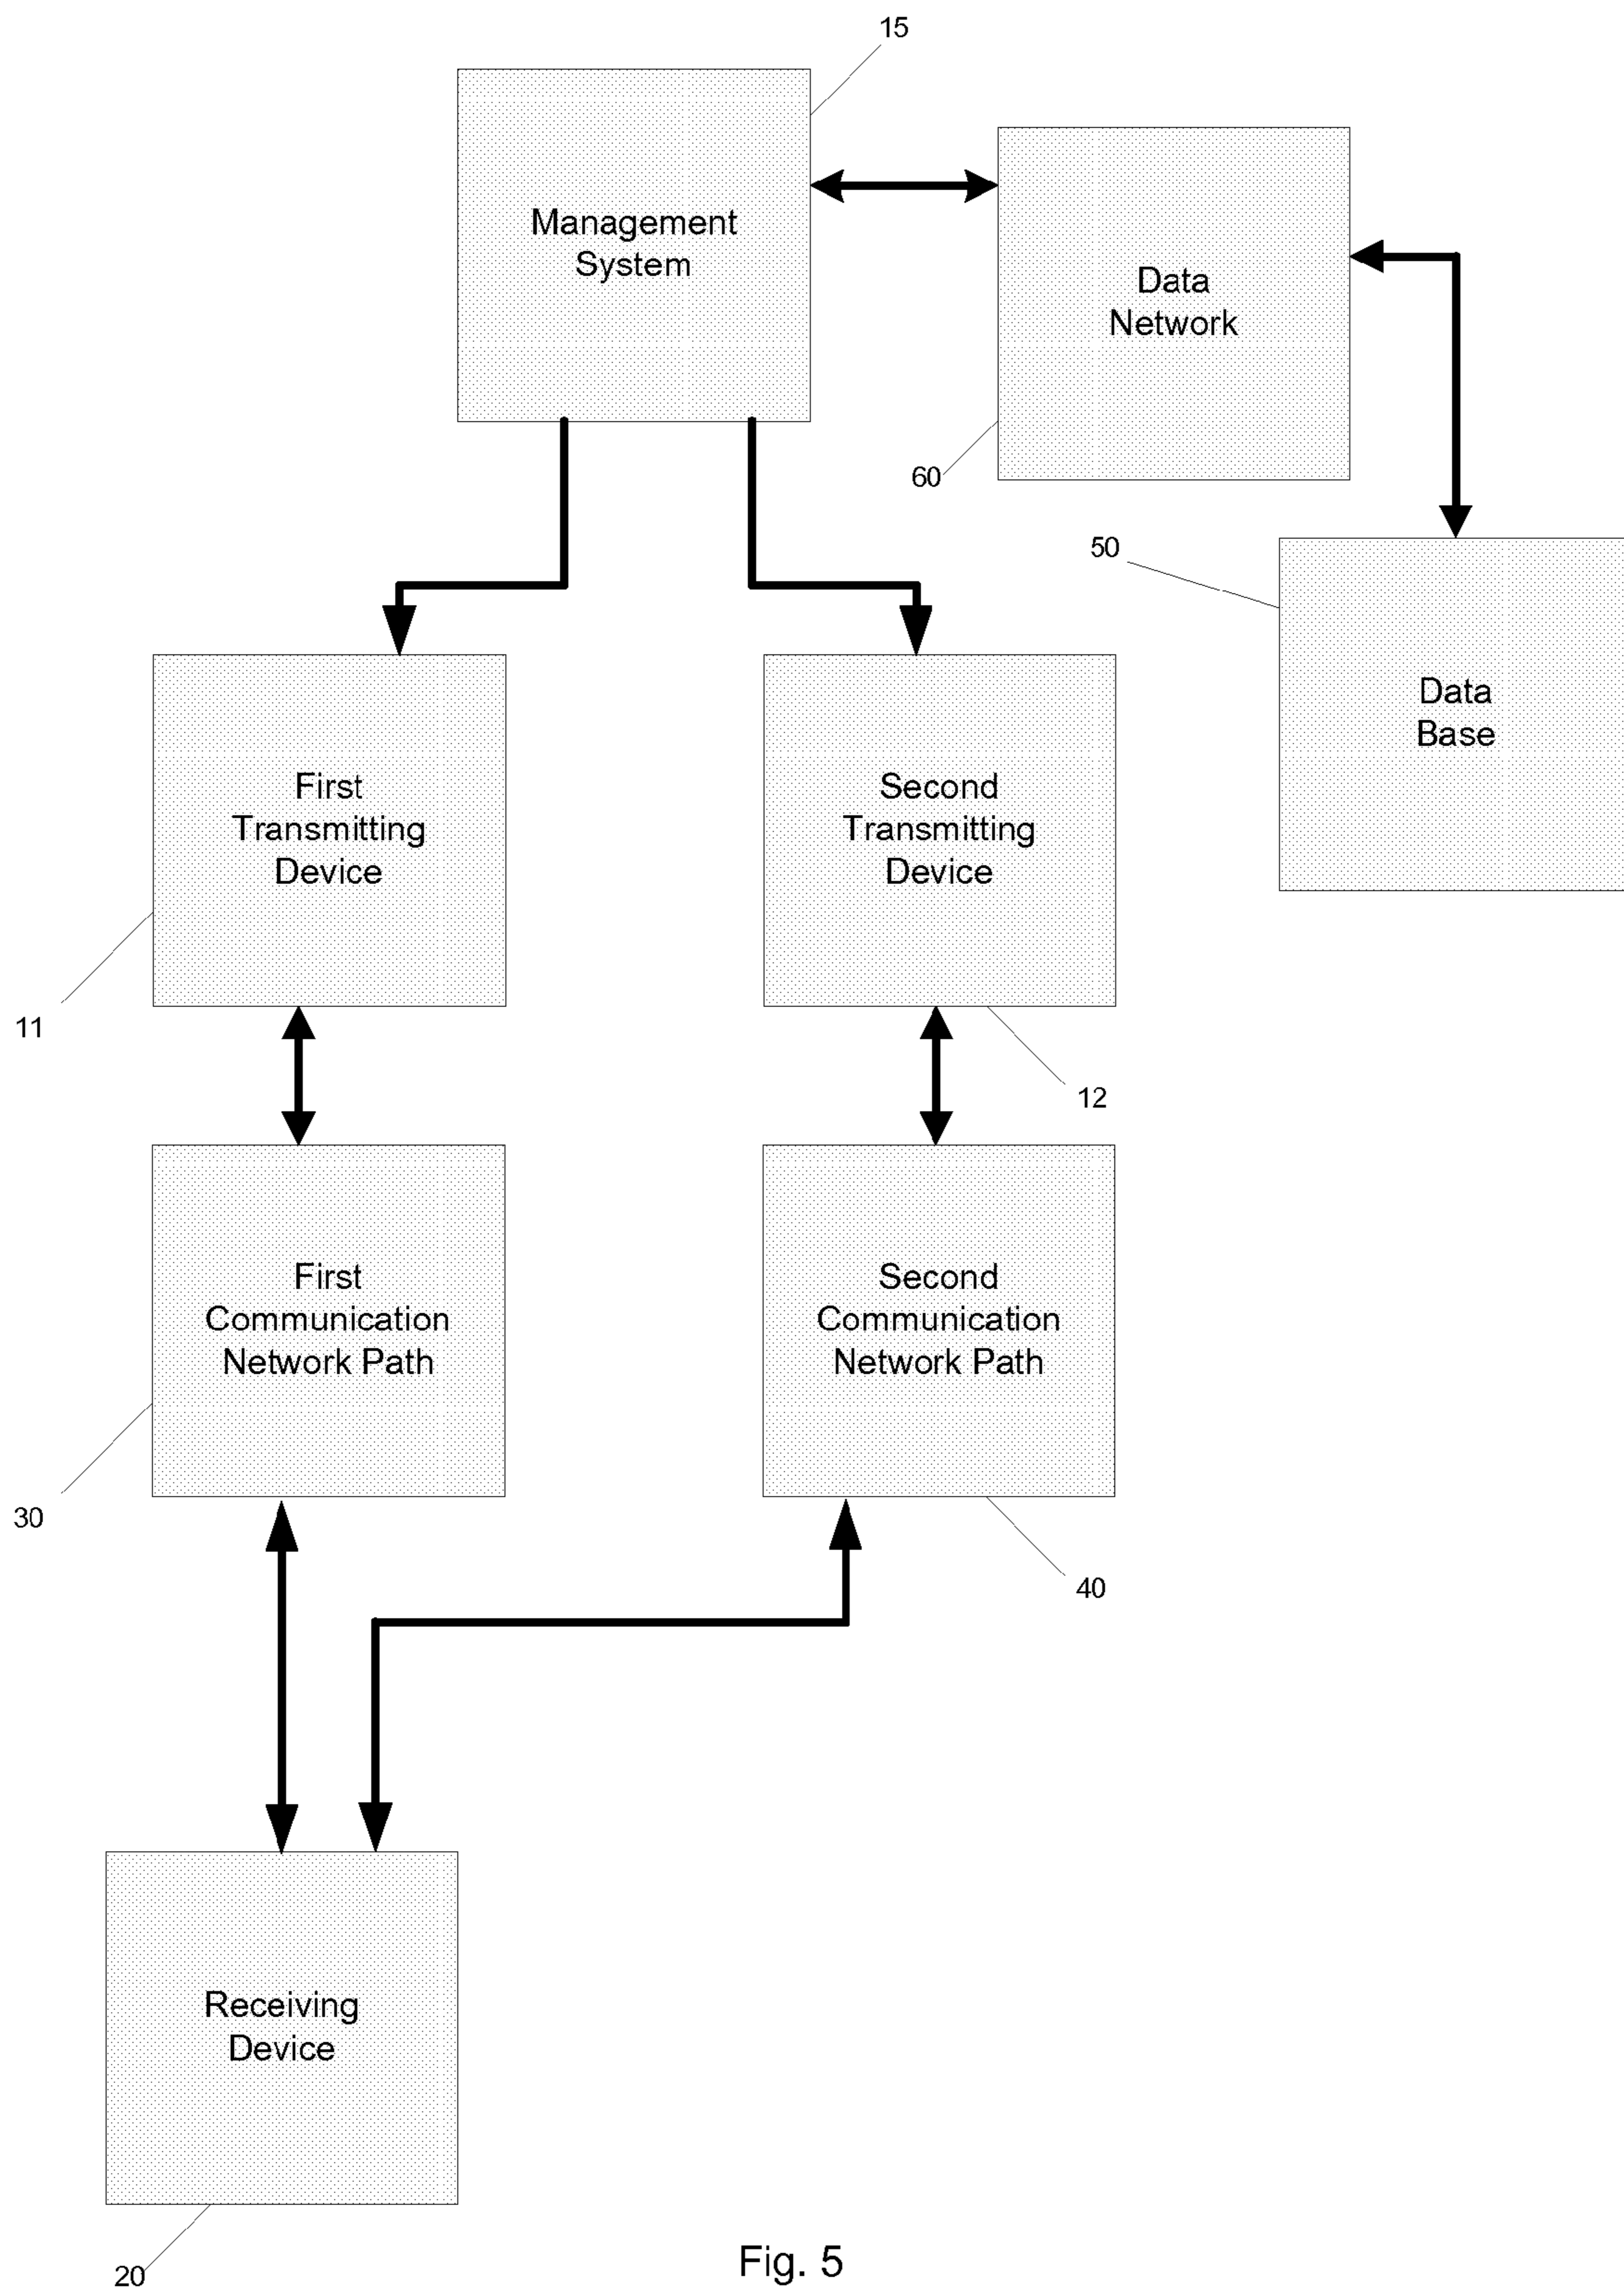 15
Management
System
Data
Network
60
50
Data
Base
First
Transmitting
Device
Second
Transmitting
Device
11
12
First
Communication
Network Path
Second
Communication
Network Path
30
40
Receiving
Device
20
Fig. 5